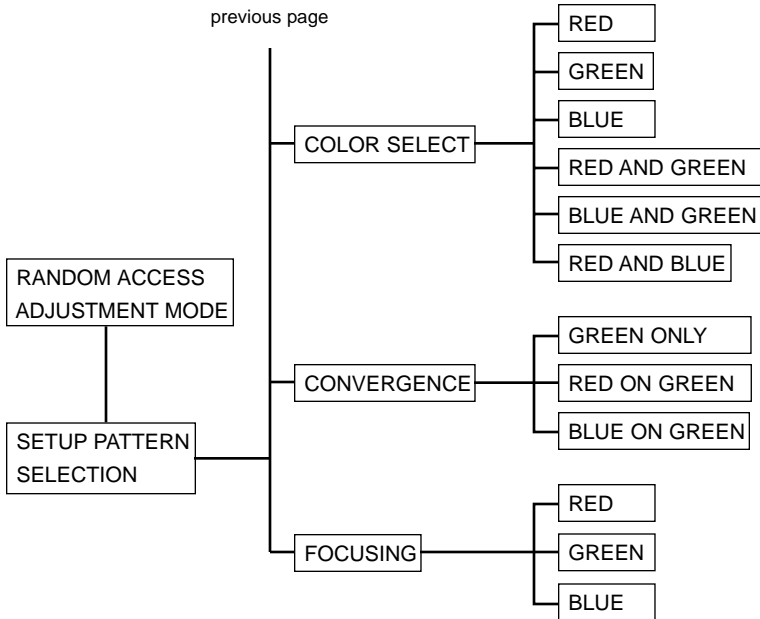 previous page
RED
GREEN
BLUE
RED AND GREEN
BLUE AND GREEN
RED AND BLUE
COLOR SELECT
RANDOM ACCESS
ADJUSTMENT MODE
SETUP PATTERN
SELECTION
CONVERGENCE
GREEN ONLY
RED ON GREEN
BLUE ON GREEN
FOCUSING
RED
GREEN
BLUE